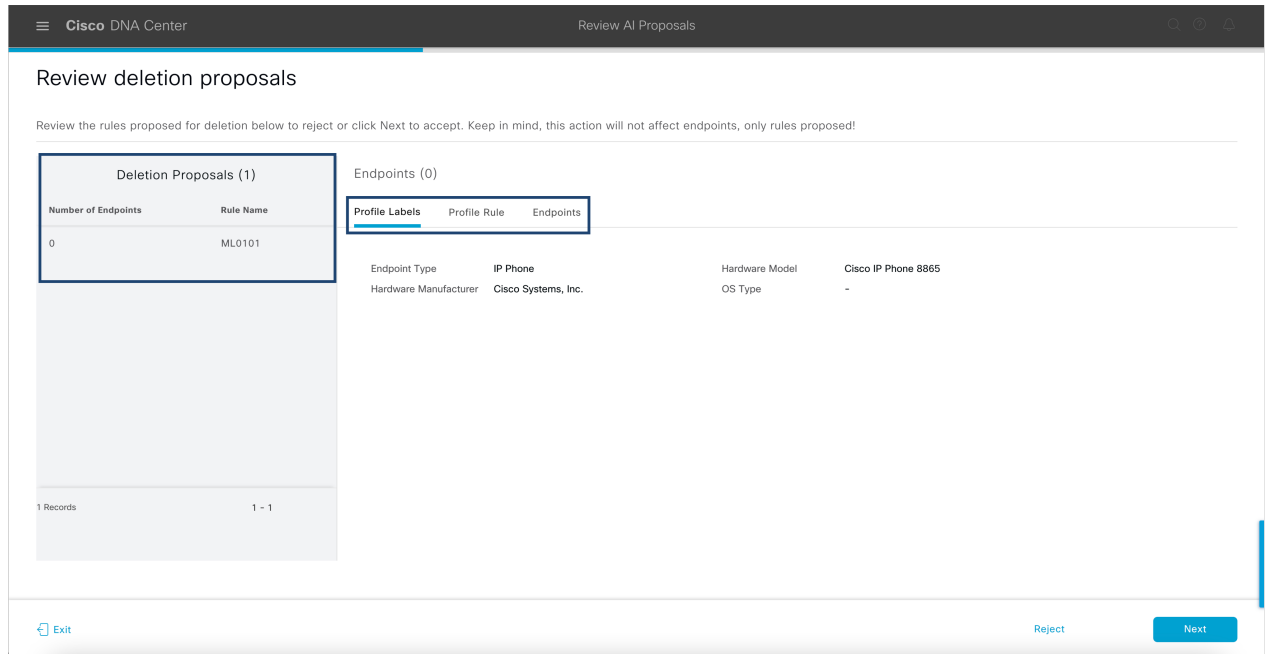 Cisco DNA Center
Review AI Proposals
Review deletion proposals
Review the rules proposed for deletion below to reject or click Next to accept. Keep in mind, this action will not affect endpoints, only rules proposed!
Deletion Proposals (1)
Number of Endpoints Rule Name
0 ML0101
1 Records 1 - 1
Endpoints (0)
Profile Labels Profile Rule Endpoints
Endpoint Type IP Phone Hardware Model Cisco IP Phone 8865
Hardware Manufacturer Cisco Systems, Inc. OS Type -
Exit Reject Next